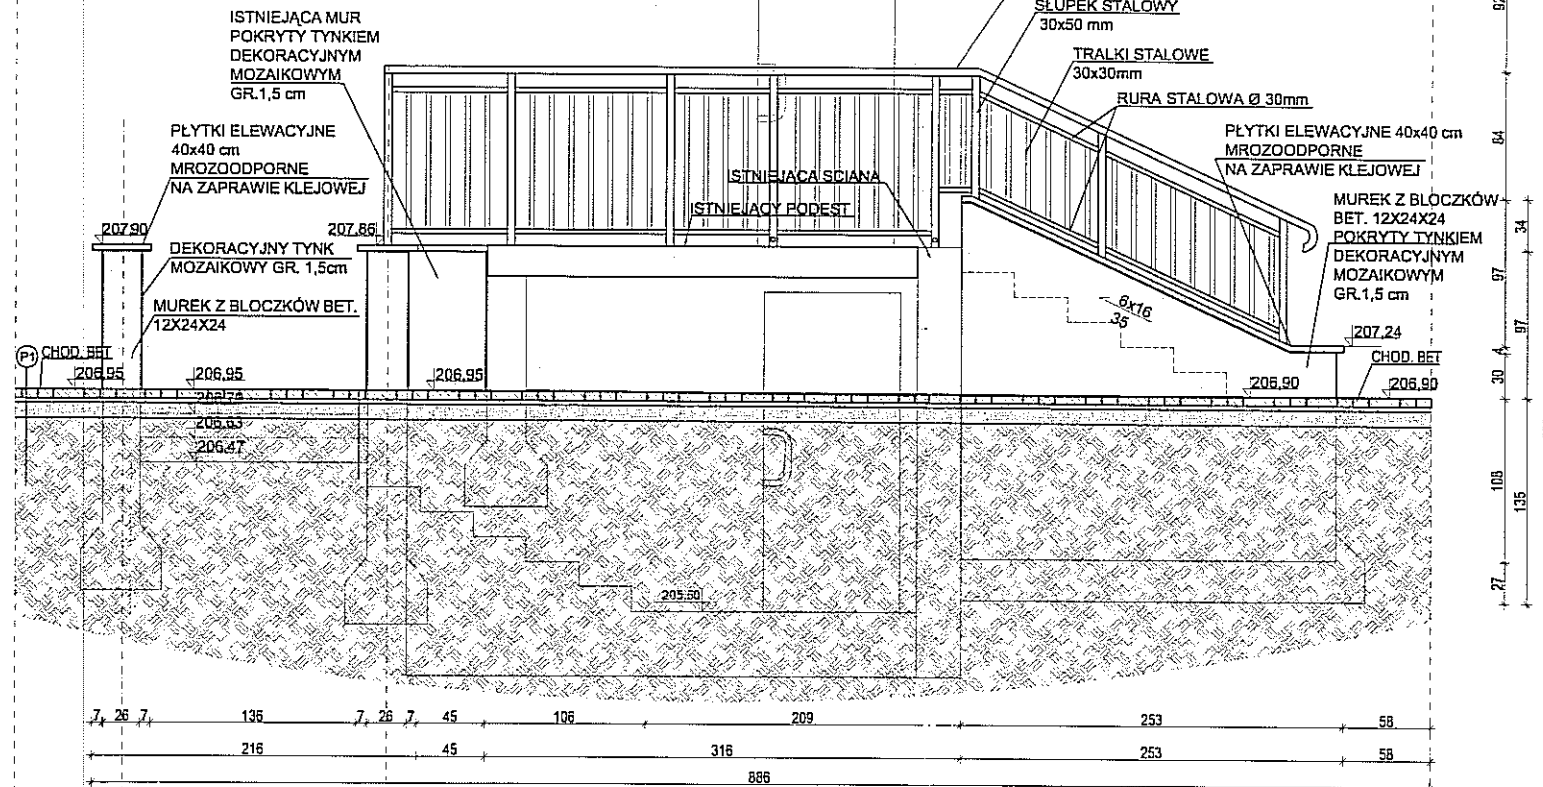 ISTNIEJĄCA MUR
POKRYTY TYNKIEM
DEKORACYJNYM
MOZAIKOWYM
GR.1,5 cm
SŁUPEK STALOWY
30x50 mm
TRALKI STALOWE
30x30mm
RURA STALOWA Ø 30mm
PŁYTKI ELEWACYJNE
40x40 cm
MROZOODPORNE
NA ZAPRAWIE KLEJOWEJ
PŁYTKI ELEWACYJNE 40x40 cm
MROZOODPORNE
NA ZAPRAWIE KLEJOWEJ
ISTNIEJĄCA ŚCIANA
ISTNIEJĄCY PODEST
MUREK Z BLOCZKÓW
BET. 12X24X24
POKRYTY TYNKIEM
DEKORACYJNYM
MOZAIKOWYM
GR.1,5 cm
207,90
207,86
DEKORACYJNY TYNK
MOZAIKOWY GR. 1,5cm
MUREK Z BLOCZKÓW BET.
12X24X24
6x16
35
207,24
P1
CHOD. BET
CHOD. BET
206,95
206,95
206,95
206,90
206,90
206,63
206,47
205,50
84
34
97
97
4
30
108
135
27
7 26 7 136 7 26 7 45 106 209 253 58
216 45 316 253 58
886